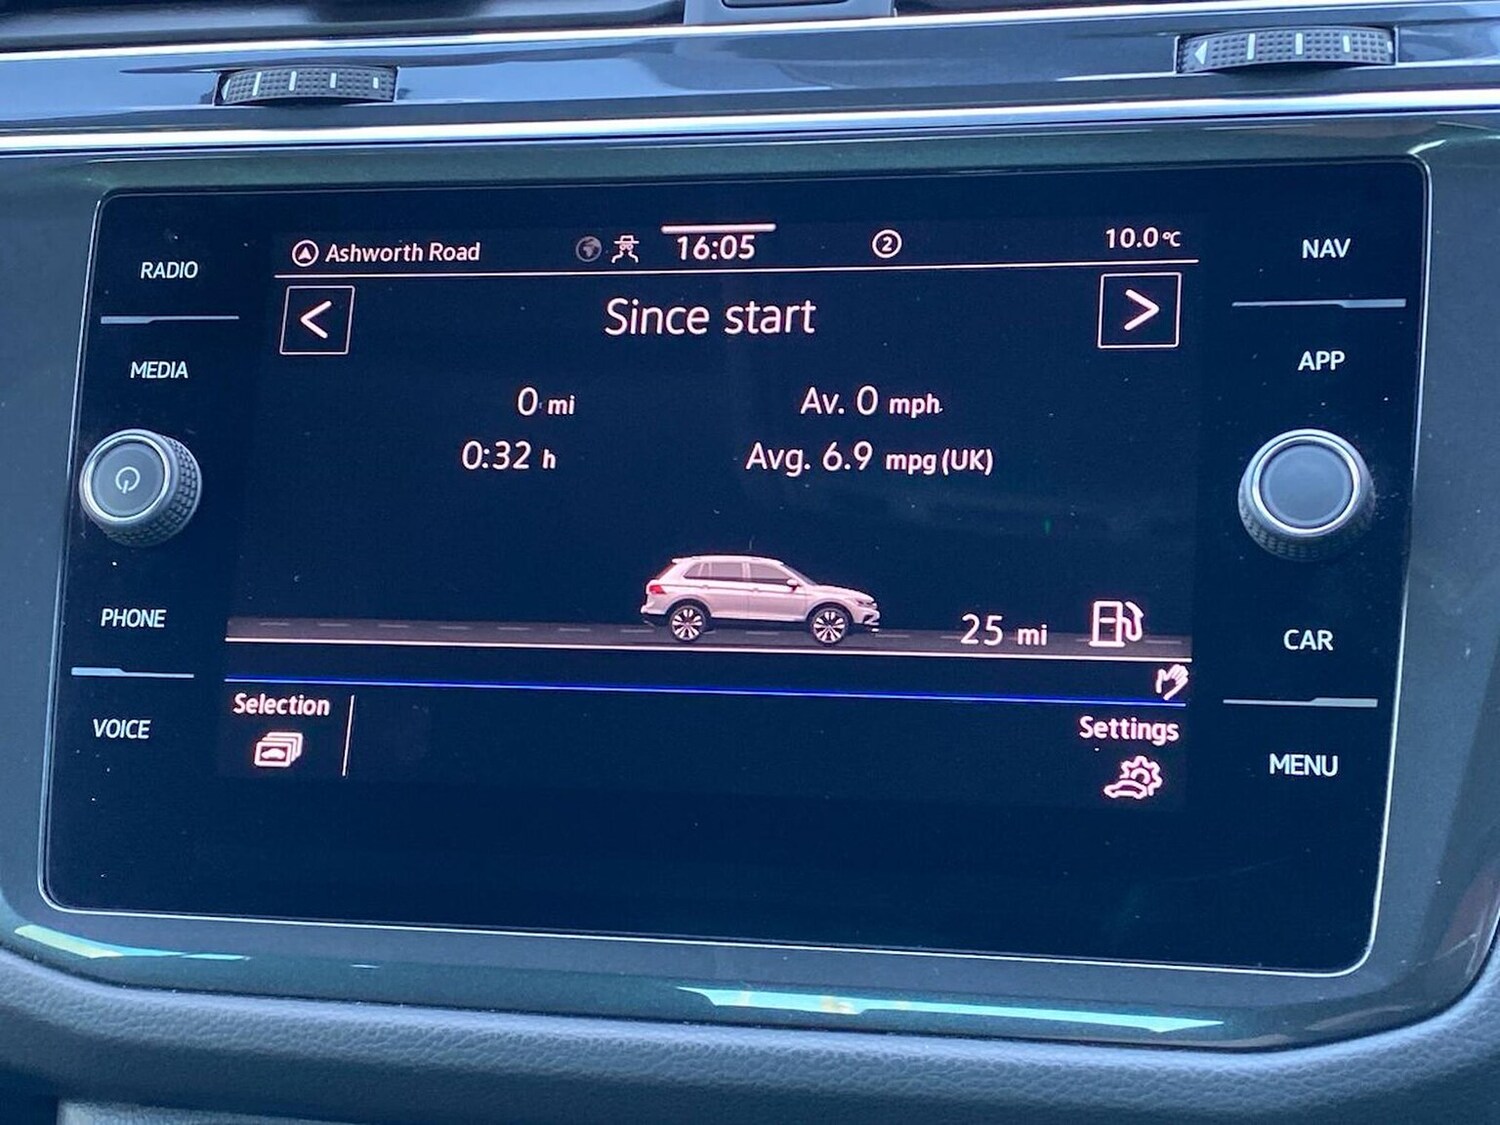 RADIO
MEDIA
PHONE
VOICE
Ashworth Road
16:05
2
10.0°C
<
Since start
>
0 mi
Av. 0 mph
0:32 h
Avg. 6.9 mpg (UK)
25 mi
Selection
Settings
NAV
APP
CAR
MENU